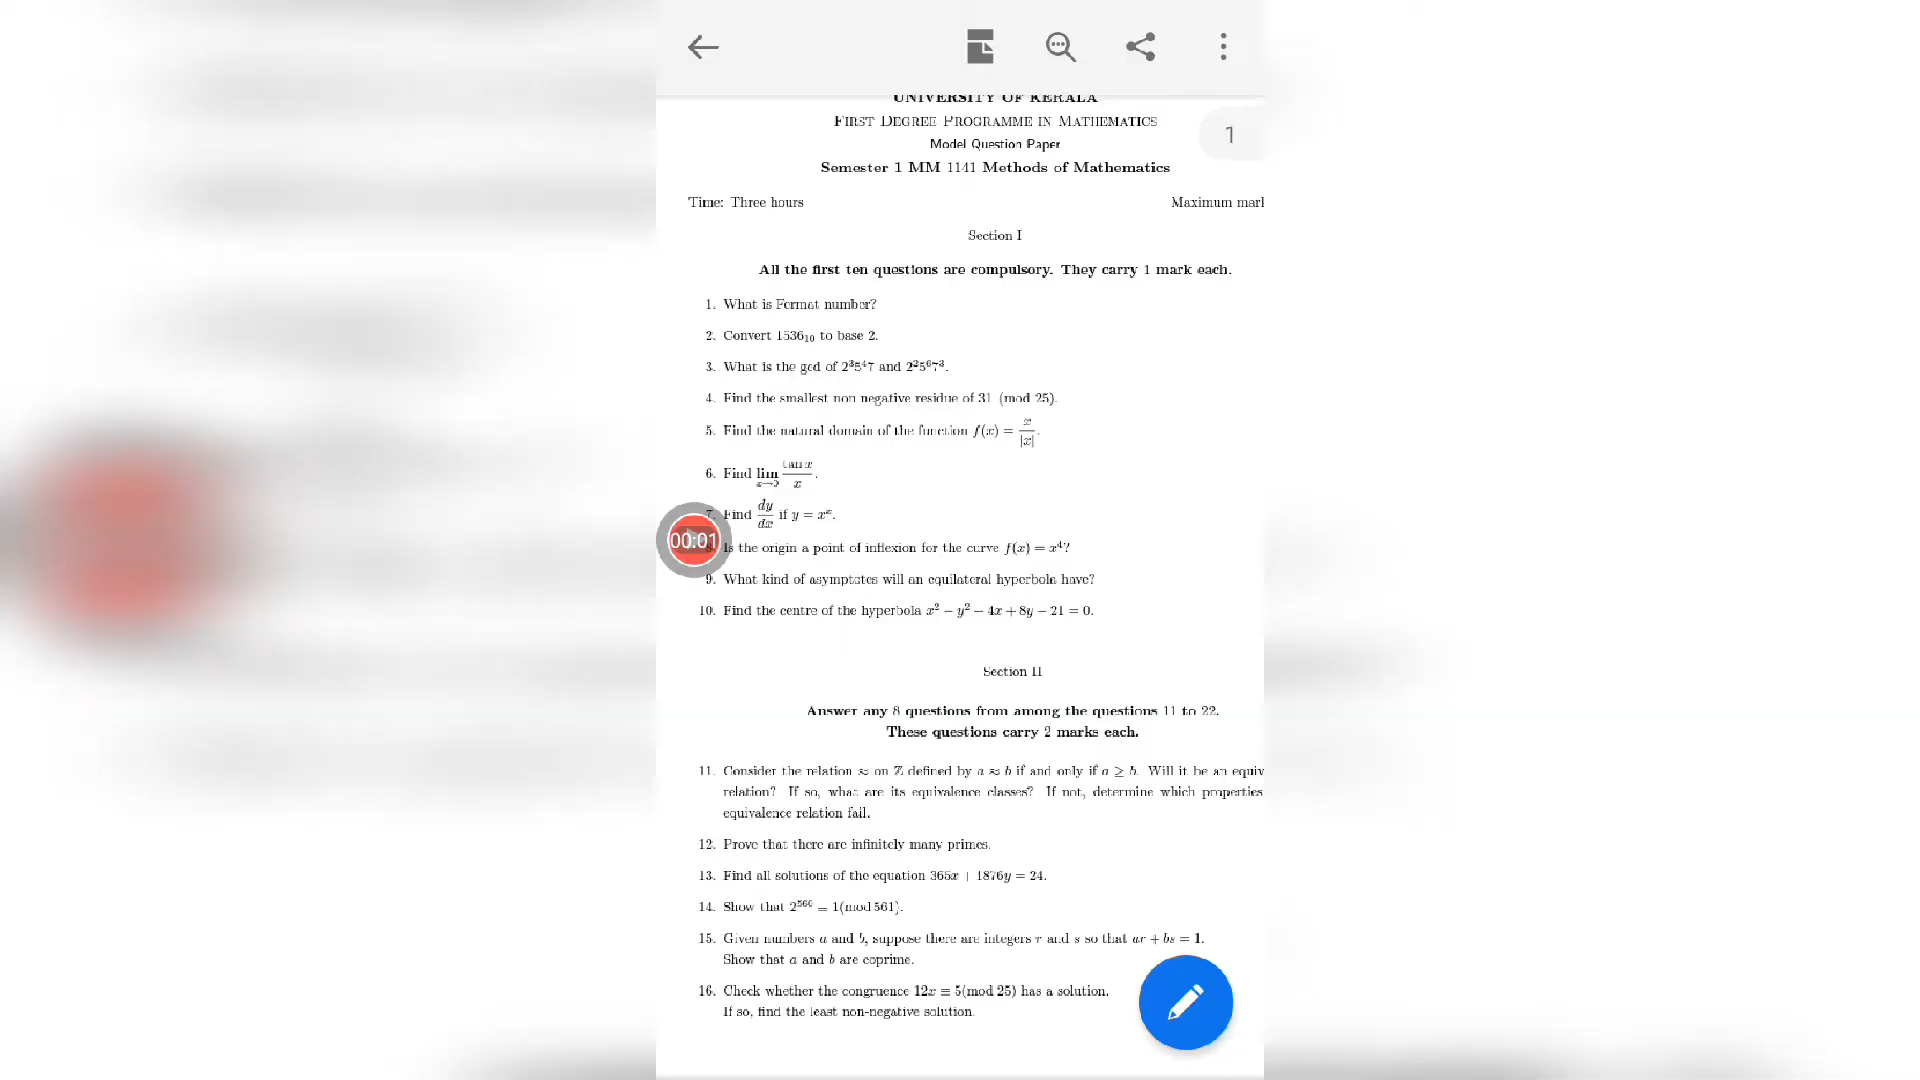 UNIVERSITY OF KERALA
First Degree Programme in Mathematics
1
Model Question Paper
Semester 1 MM 1141 Methods of Mathematics
Time: Three hours Maximum mark
Section I
All the first ten questions are compulsory. They carry 1 mark each.
1. What is Fermat number?
2. Convert 1536₁₀ to base 2.
3. What is the gcd of 2³5⁴7 and 2²5⁶7³.
4. Find the smallest non negative residue of 31 (mod 25).
5. Find the natural domain of the function f(x) = x/|x|.
6. Find lim x→0 tan x/x.
7. Find dy/dx if y = xˣ.
00:01
8. Is the origin a point of inflexion for the curve f(x) = x⁴?
9. What kind of asymptotes will an equilateral hyperbola have?
10. Find the centre of the hyperbola x² − y² − 4x + 8y − 21 = 0.
Section II
Answer any 8 questions from among the questions 11 to 22.
These questions carry 2 marks each.
11. Consider the relation ≈ on ℤ defined by a ≈ b if and only if a ≥ b. Will it be an equiv
relation? If so, what are its equivalence classes? If not, determine which properties
equivalence relation fail.
12. Prove that there are infinitely many primes.
13. Find all solutions of the equation 365x + 1876y = 24.
14. Show that 2⁵⁶⁰ ≡ 1(mod 561).
15. Given numbers a and b, suppose there are integers r and s so that ar + bs = 1.
Show that a and b are coprime.
16. Check whether the congruence 12x ≡ 5(mod 25) has a solution.
If so, find the least non-negative solution.